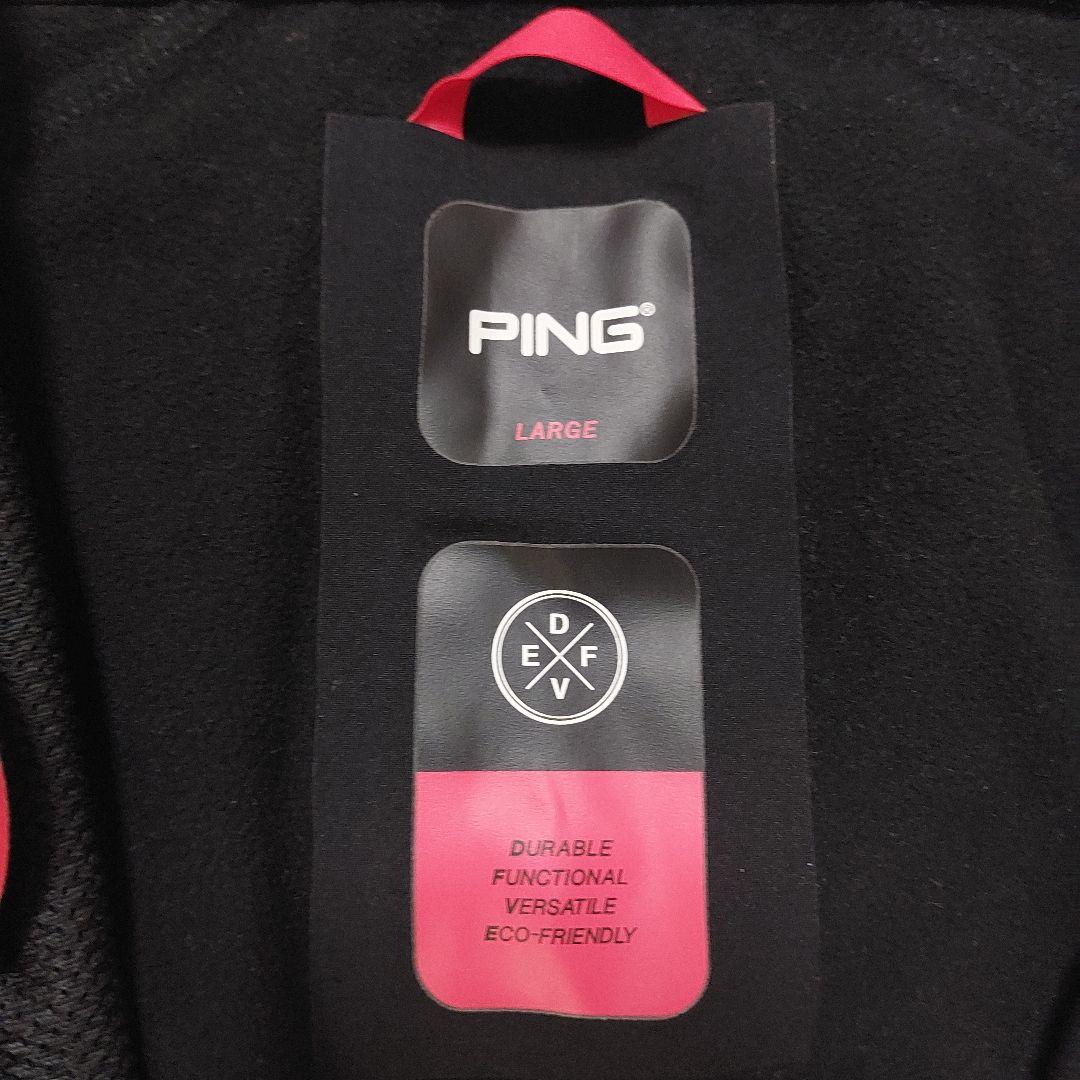 PING®
LARGE
D
E F
V
DURABLE
FUNCTIONAL
VERSATILE
ECO-FRIENDLY